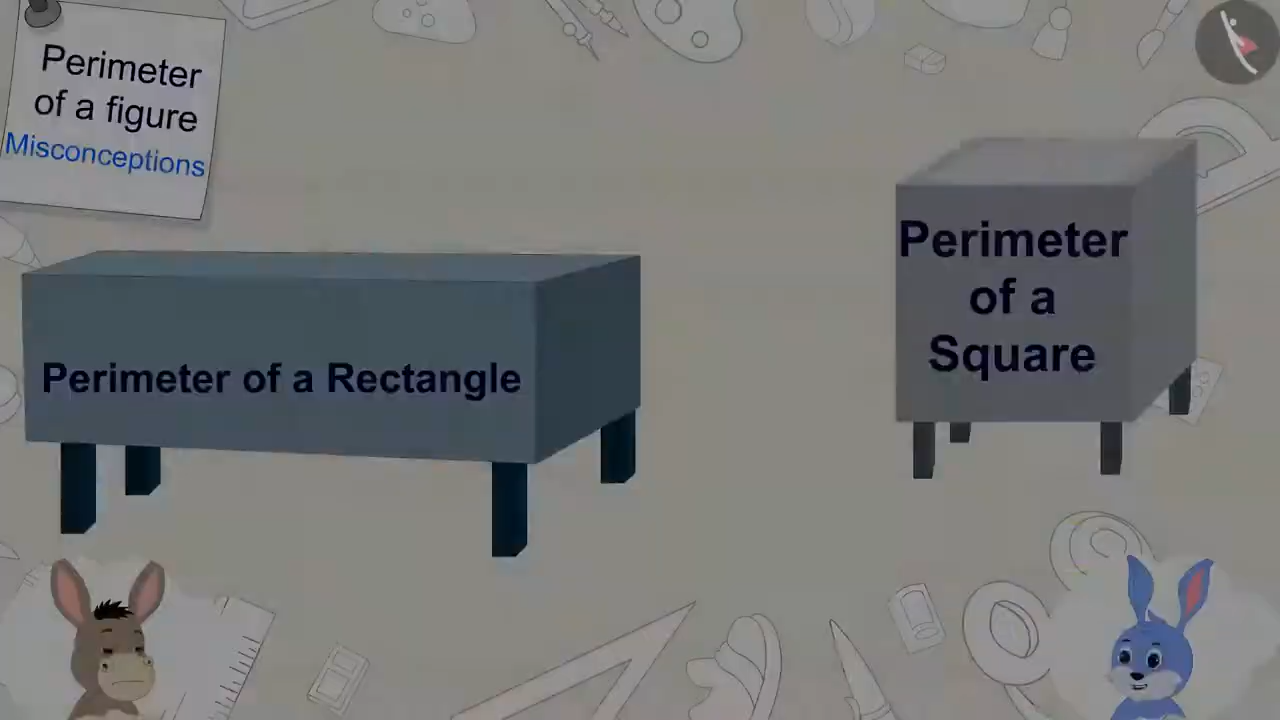 Perimeter
of a figure
Misconceptions
Perimeter of a Rectangle
Perimeter
of a
Square